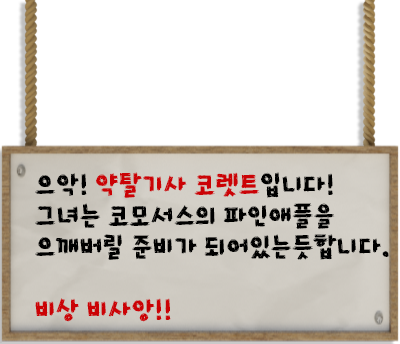 으악! 약탈기사 코렛트입니다!
그녀는 코모서스의 파인애플을
으깨버릴 준비가 되어있는듯합니다.
비상 비사앙!!